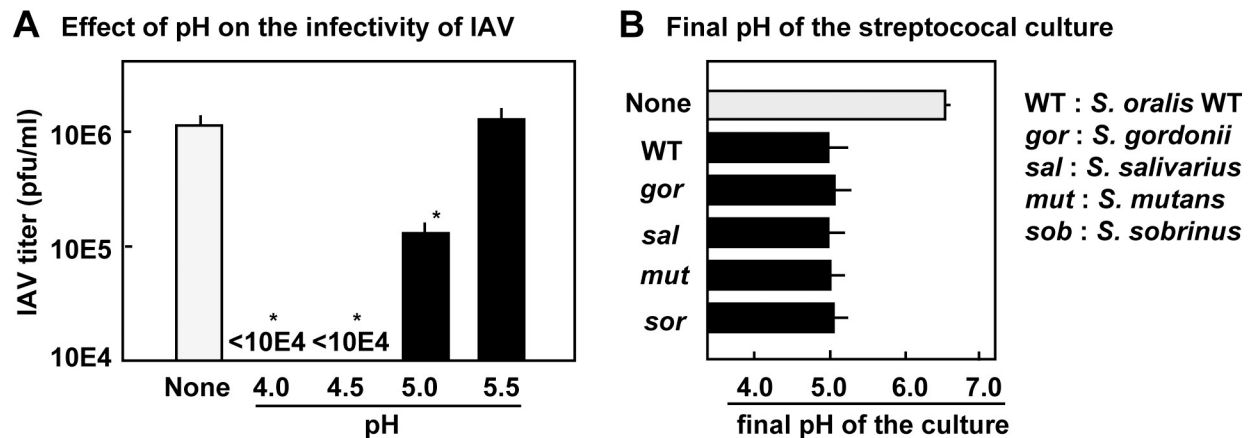 A Effect of pH on the infectivity of IAV
IAV titer (pfu/ml)
10E6
10E5
10E4
* *
<10E4 <10E4
*
None 4.0 4.5 5.0 5.5
pH
B Final pH of the streptococal culture
None
WT
gor
sal
mut
sor
4.0 5.0 6.0 7.0
final pH of the culture
WT : S. oralis WT
gor : S. gordonii
sal : S. salivarius
mut : S. mutans
sob : S. sobrinus